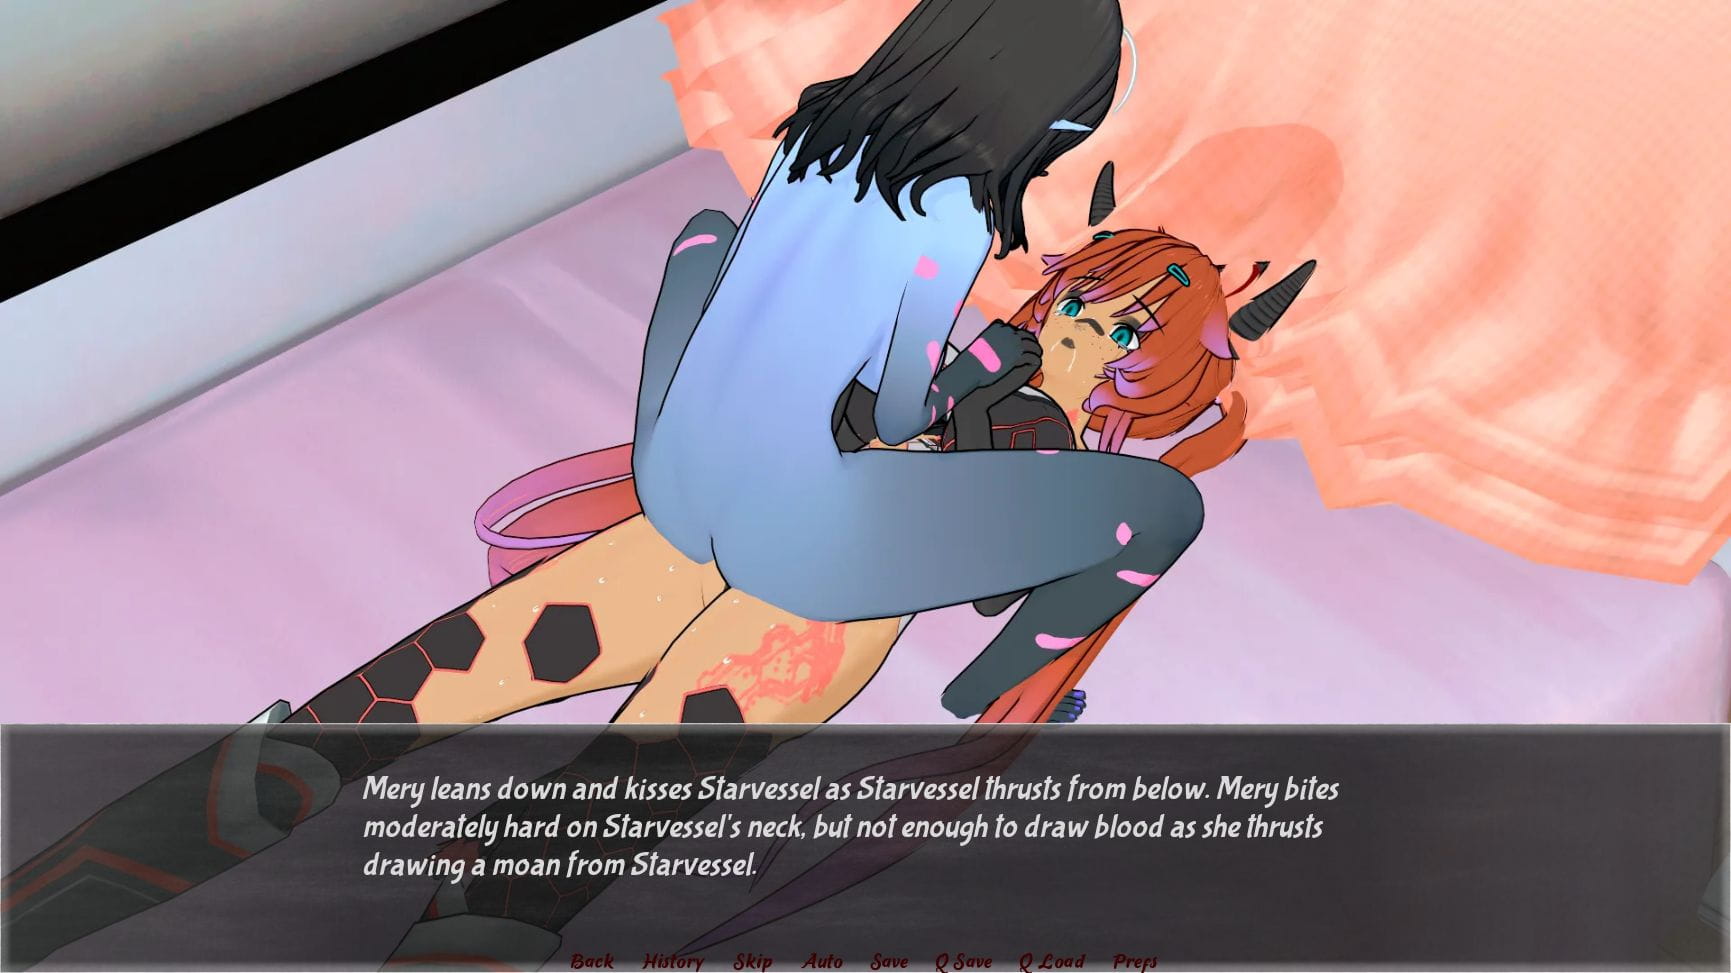 Mery leans down and kisses Starvessel as Starvessel thrusts from below. Mery bites
moderately hard on Starvessel's neck, but not enough to draw blood as she thrusts
drawing a moan from Starvessel.
Back History Skip Auto Save Q.Save Q.Load Prefs